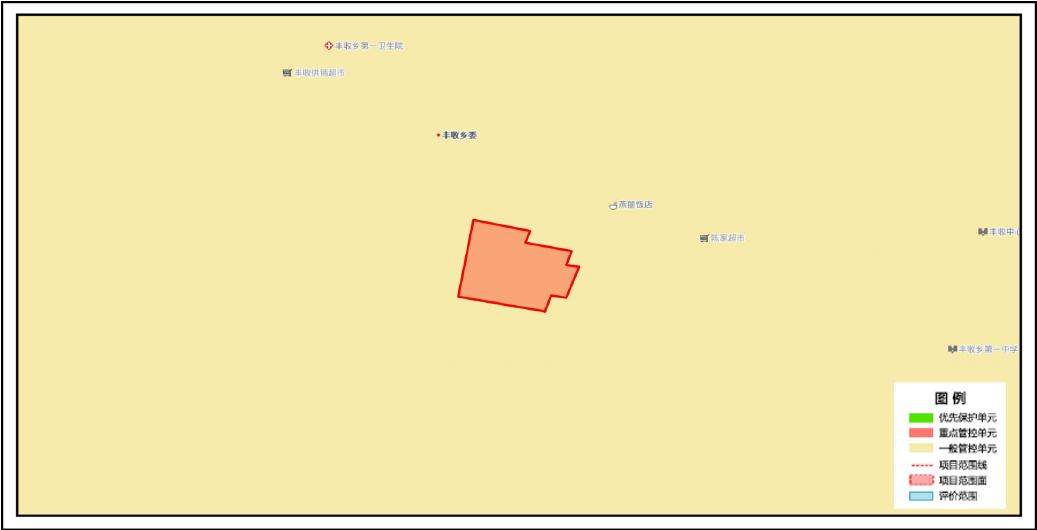 丰收乡第一卫生院
丰收供销超市
丰收乡委
燕丽饭店
陈家超市
丰收中心
丰收乡第一中学
图例
优先保护单元
重点管控单元
一般管控单元
项目范围线
项目范围面
评价范围